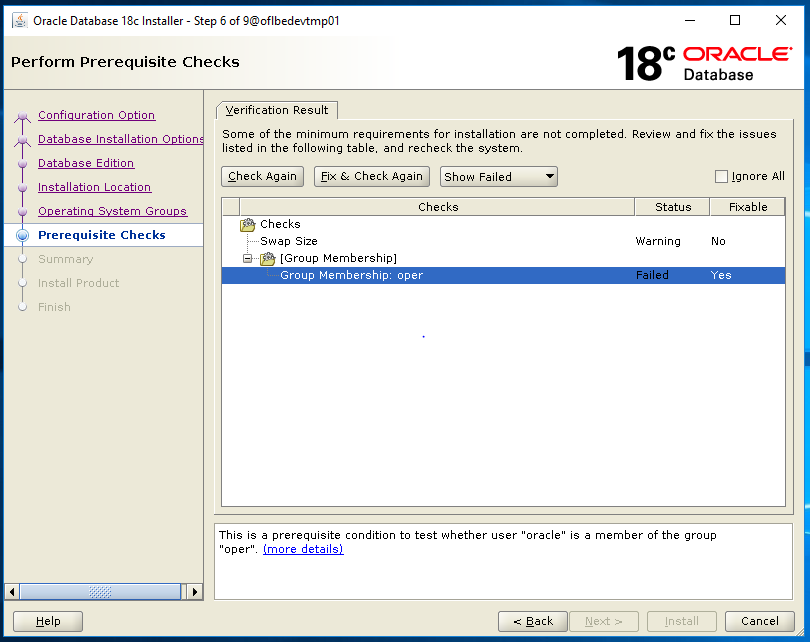 Oracle Database 18c Installer - Step 6 of 9@oflbedevtmp01
Perform Prerequisite Checks
18c ORACLE
Database
Configuration Option
Database Installation Options
Database Edition
Installation Location
Operating System Groups
Prerequisite Checks
Summary
Install Product
Finish
Verification Result
Some of the minimum requirements for installation are not completed. Review and fix the issues
listed in the following table, and recheck the system.
Check Again
Fix & Check Again
Show Failed
Ignore All
Checks Status Fixable
Checks
Swap Size Warning No
[Group Membership]
Group Membership: oper Failed Yes
This is a prerequisite condition to test whether user "oracle" is a member of the group
"oper". (more details)
Help
< Back
Next >
Install
Cancel